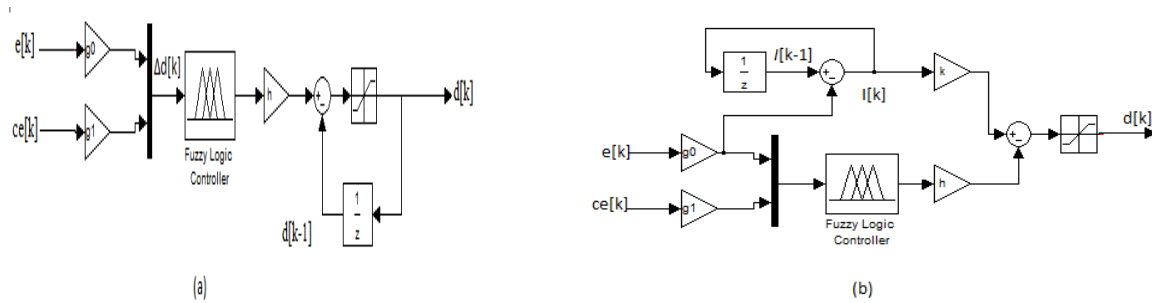 e[k]
g0
Δd[k]
ce[k]
g1
Fuzzy Logic
Controller
h
+
-
d[k]
1
z
d[k-1]
(a)
1
z
I[k-1]
+
-
I[k]
k
e[k]
g0
ce[k]
g1
Fuzzy Logic
Controller
h
+
-
d[k]
(b)